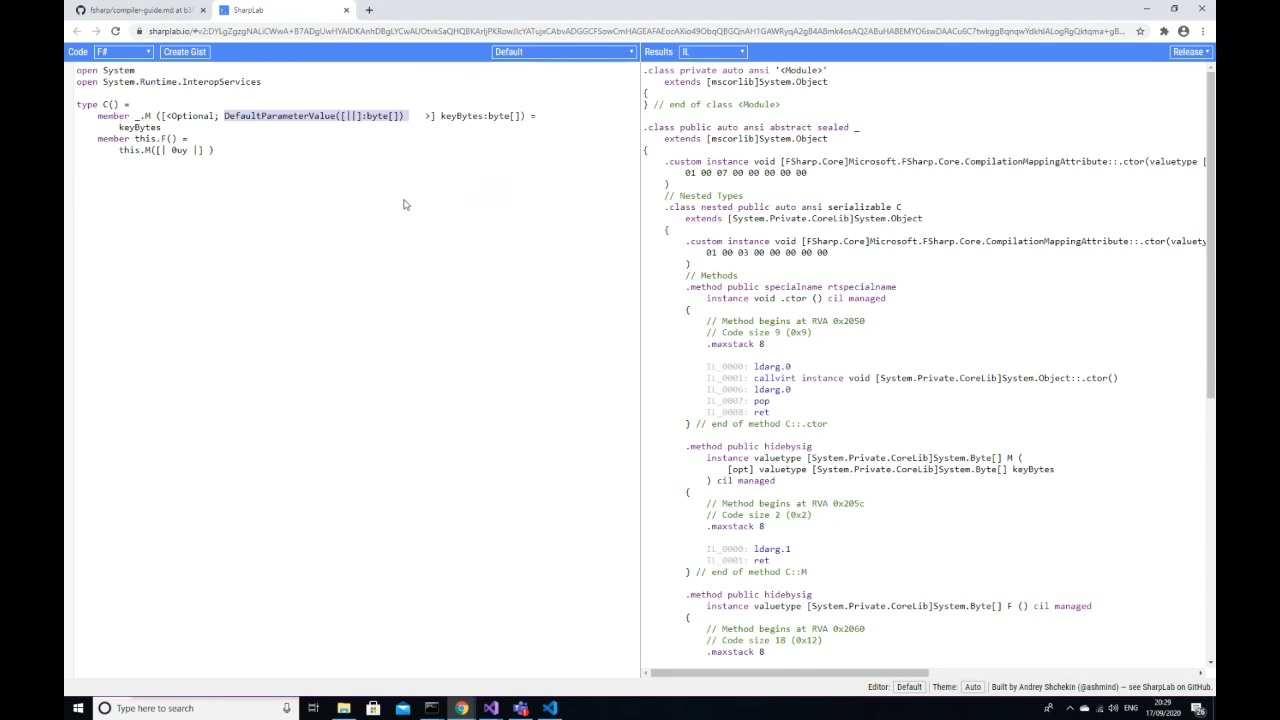 fsharp/compiler-guide.md at b3
SharpLab
Code F# Create Gist Default
Results IL Release
open System
open System.Runtime.InteropServices
type C() =
member _.M ([<Optional; DefaultParameterValue([||]:byte[]) >] keyBytes:byte[]) =
keyBytes
member this.F() =
this.M([| 0uy |] )
.class private auto ansi '<Module>'
extends [mscorlib]System.Object
{
} // end of class <Module>
.class public auto ansi abstract sealed _
extends [mscorlib]System.Object
{
.custom instance void [FSharp.Core]Microsoft.FSharp.Core.CompilationMappingAttribute::.ctor(valuetype [
01 00 07 00 00 00 00 00
)
// Nested Types
.class nested public auto ansi serializable C
extends [System.Private.CoreLib]System.Object
{
.custom instance void [FSharp.Core]Microsoft.FSharp.Core.CompilationMappingAttribute::.ctor(valuety
01 00 03 00 00 00 00 00
)
// Methods
.method public specialname rtspecialname
instance void .ctor () cil managed
{
// Method begins at RVA 0x2050
// Code size 9 (0x9)
.maxstack 8
IL_0000: ldarg.0
IL_0001: callvirt instance void [System.Private.CoreLib]System.Object::.ctor()
IL_0006: ldarg.0
IL_0007: pop
IL_0008: ret
} // end of method C::.ctor
.method public hidebysig
instance valuetype [System.Private.CoreLib]System.Byte[] M (
[opt] valuetype [System.Private.CoreLib]System.Byte[] keyBytes
) cil managed
{
// Method begins at RVA 0x205c
// Code size 2 (0x2)
.maxstack 8
IL_0000: ldarg.1
IL_0001: ret
} // end of method C::M
.method public hidebysig
instance valuetype [System.Private.CoreLib]System.Byte[] F () cil managed
{
// Method begins at RVA 0x2060
// Code size 18 (0x12)
.maxstack 8
Editor: Default Theme: Auto Built by Andrey Shchekin (@ashmind) — see SharpLab on GitHub.
Type here to search
ENG 20:29
17/09/2020